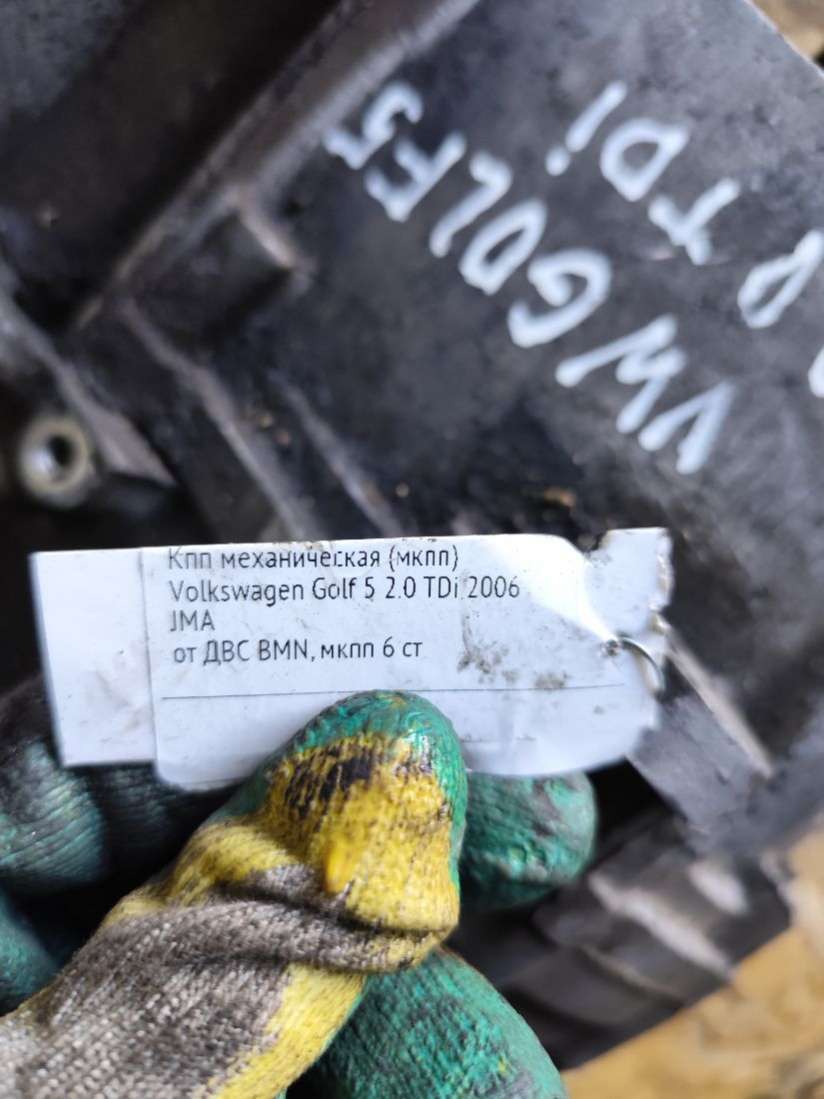 VW GOLF5
TDi
Кпп механическая (мкпп)
Volkswagen Golf 5 2.0 TDi 2006
JMA
от ДВС BMN, мкпп 6 ст